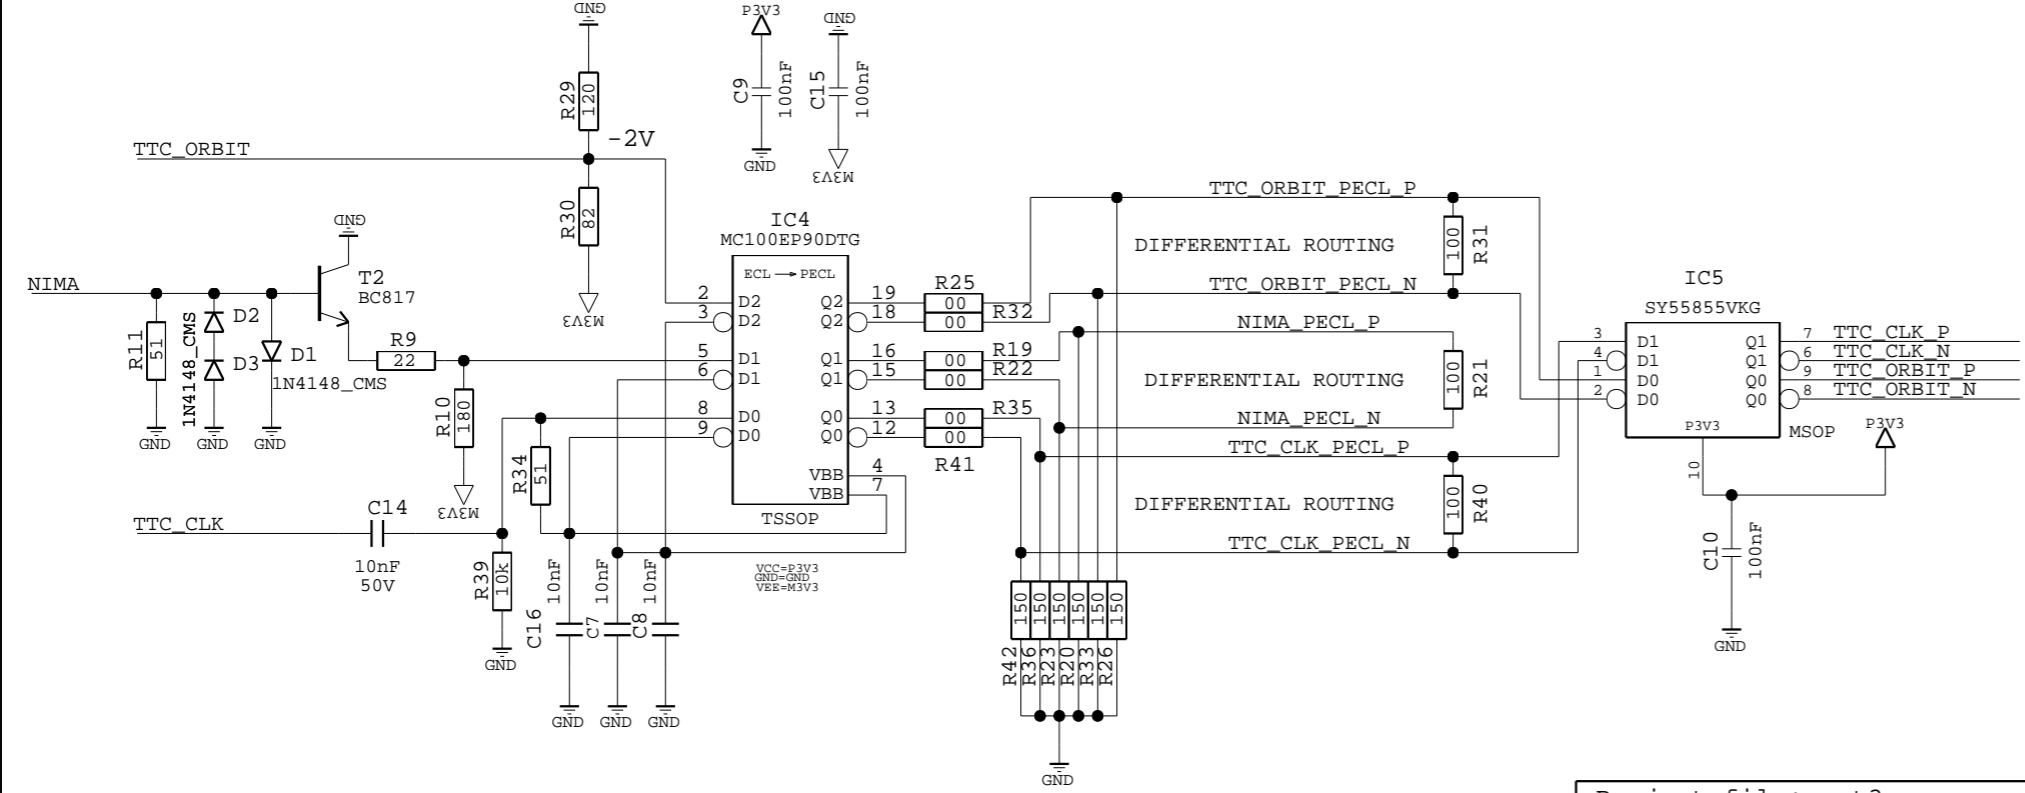 GND
P3V3
GND
R29
120
C9
100nF
C15
100nF
-2V
TTC_ORBIT
GND
M3V3
R30
82
TTC_ORBIT_PECL_P
GND
IC4
MC100EP90DTG
DIFFERENTIAL ROUTING
100
R31
NIMA
T2
BC817
ECL PECL
R25
TTC_ORBIT_PECL_N
IC5
SY55855VKG
2 D2 Q2 19 00
3 D2 Q2 18 00 R32
M3V3
R11
51
1N4148_CMS
D2
D3
D1
1N4148_CMS
R9
22
NIMA_PECL_P
5 D1 Q1 16 00 R19
6 D1 Q1 15 00 R22
DIFFERENTIAL ROUTING
100
R21
3 D1 Q1 7 TTC_CLK_P
4 D1 Q1 6 TTC_CLK_N
1 D0 Q0 9 TTC_ORBIT_P
2 D0 Q0 8 TTC_ORBIT_N
R10
180
8 D0 Q0 13 00 R35
9 D0 Q0 12 00
R41
NIMA_PECL_N
P3V3
MSOP
P3V3
GND
GND
GND
TTC_CLK_PECL_P
R34
51
VBB 4
VBB 7
10
M3V3
TSSOP
C14
10nF
50V
TTC_CLK
DIFFERENTIAL ROUTING
100
R40
TTC_CLK_PECL_N
C10
100nF
R39
10k
10nF
10nF
10nF
VCC=P3V3
GND=GND
VEE=M3V3
C16
C7
C8
150
150
150
150
150
150
GND
GND
R42
R36
R23
R20
R33
R26
GND
GND
GND
GND